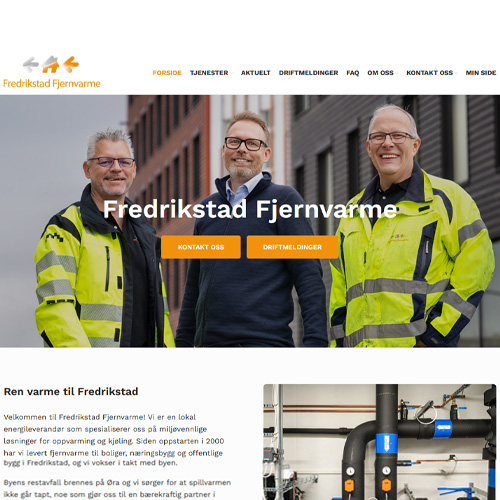 Fredrikstad Fjernvarme
FORSIDE TJENESTER AKTUELT DRIFTMELDINGER FAQ OM OSS KONTAKT OSS MIN SIDE
Fredrikstad Fjernvarme
KONTAKT OSS DRIFTMELDINGER
Ren varme til Fredrikstad
Velkommen til Fredrikstad Fjernvarme! Vi er en lokal
energileverandør som spesialiserer oss på miljøvennlige
løsninger for oppvarming og kjøling. Siden oppstarten i 2000
har vi levert fjernvarme til boliger, næringsbygg og offentlige
bygg i Fredrikstad, og vi vokser i takt med byen.
Byens restavfall brennes på Øra og vi sørger for at spillvarmen
ikke går tapt, noe som gjør oss til en bærekraftig partner i